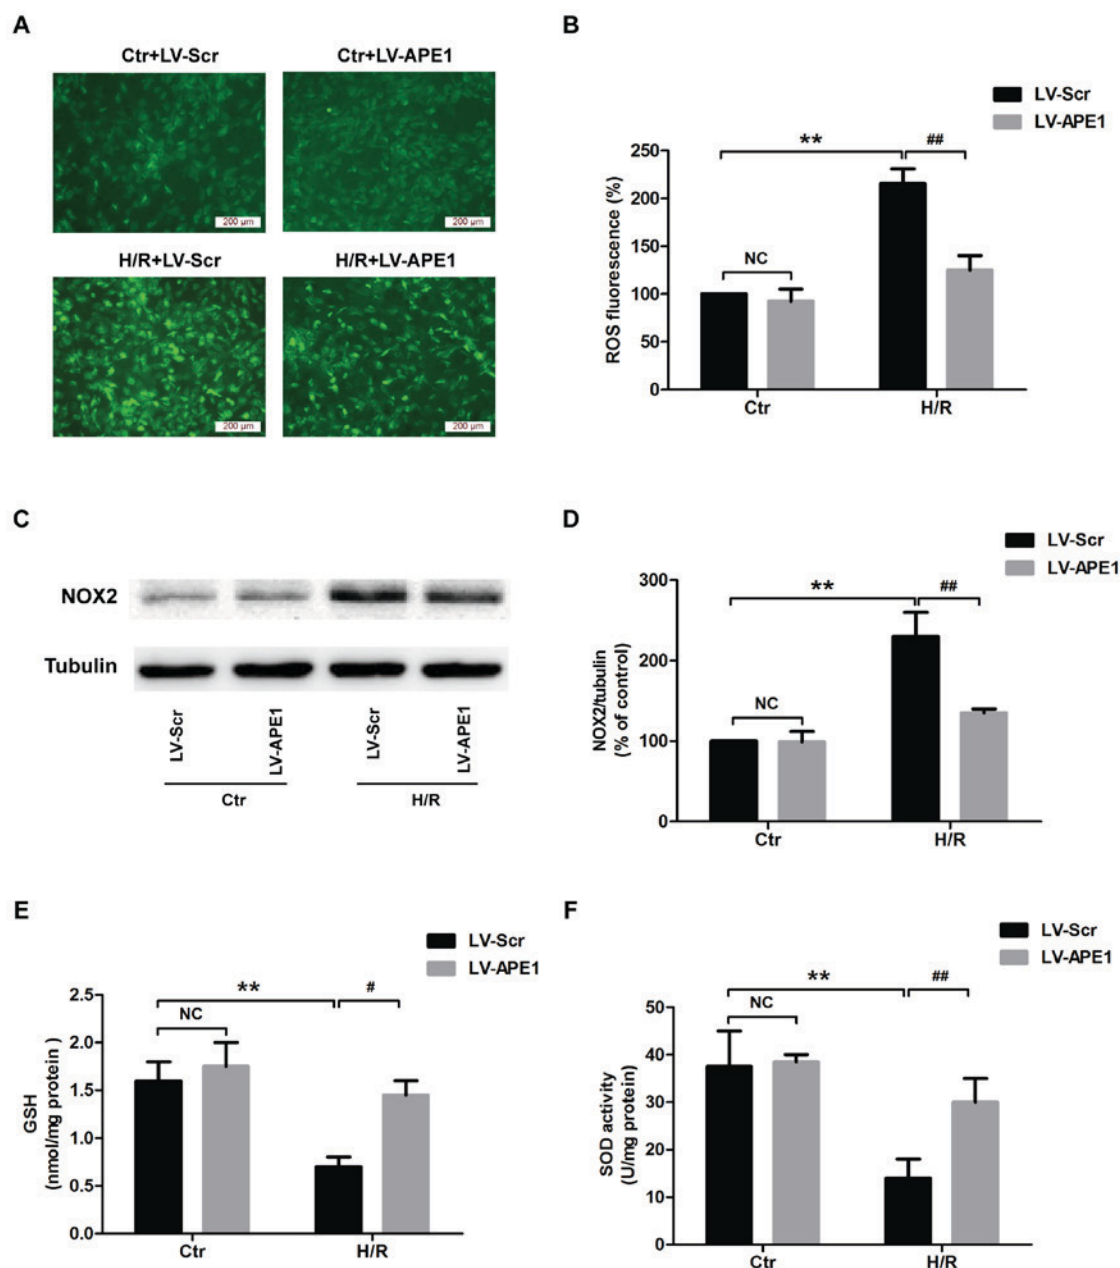 A
Ctr+LV-Scr
Ctr+LV-APE1
200 µm
200 µm
H/R+LV-Scr
H/R+LV-APE1
200 µm
200 µm
B
LV-Scr
LV-APE1
**
##
NC
ROS fluorescence (%)
250
200
150
100
50
0
Ctr
H/R
C
NOX2
Tubulin
LV-Scr
LV-APE1
LV-Scr
LV-APE1
Ctr
H/R
D
LV-Scr
LV-APE1
**
##
NC
NOX2/tubulin
(% of control)
300
200
100
0
Ctr
H/R
E
LV-Scr
LV-APE1
**
#
NC
GSH
(nmol/mg protein)
2.5
2.0
1.5
1.0
0.5
0.0
Ctr
H/R
F
LV-Scr
LV-APE1
**
##
NC
SOD activity
(U/mg protein)
50
40
30
20
10
0
Ctr
H/R